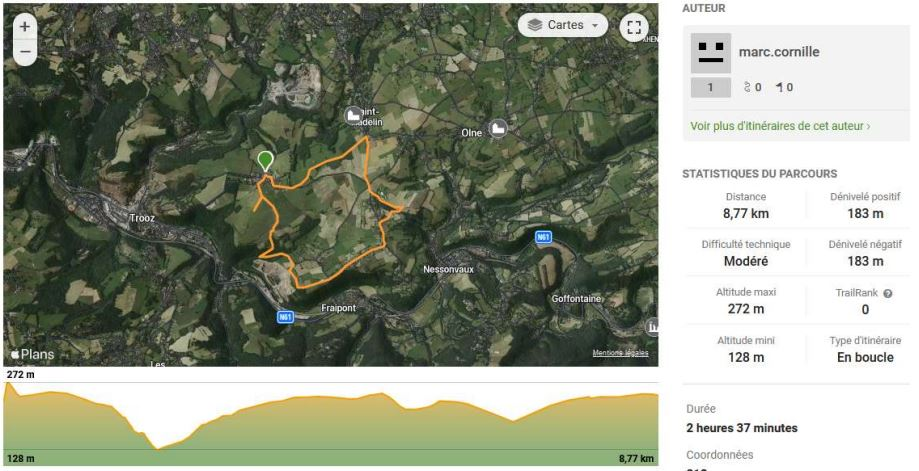 +
−
Cartes
Saint-
Hadelin
Olne
Trooz
N61
Nessonvaux
Fraipont
N61
Goffontaine
Plans
Les
Mentions légales
272 m
128 m
8,77 km
AUTEUR
marc.cornille
1
0
0
Voir plus d'itinéraires de cet auteur ›
STATISTIQUES DU PARCOURS
Distance
8,77 km
Dénivelé positif
183 m
Difficulté technique
Modéré
Dénivelé négatif
183 m
Altitude maxi
272 m
TrailRank ?
0
Altitude mini
128 m
Type d'itinéraire
En boucle
Durée
2 heures 37 minutes
Coordonnées